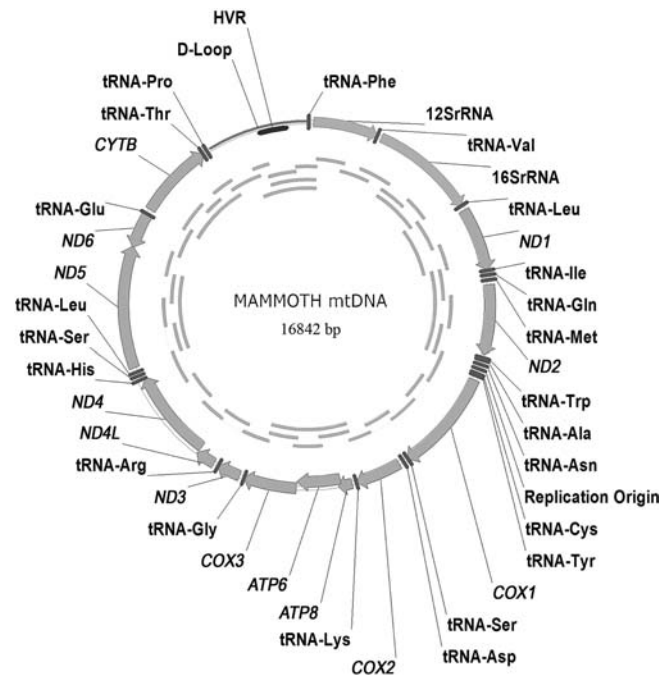 HVR
D-Loop
tRNA-Pro
tRNA-Phe
tRNA-Thr
12SrRNA
CYTB
tRNA-Val
16SrRNA
tRNA-Glu
tRNA-Leu
ND6
ND1
ND5
tRNA-Ile
tRNA-Gln
tRNA-Leu
MAMMOTH mtDNA
16842 bp
tRNA-Met
tRNA-Ser
ND2
tRNA-His
tRNA-Trp
ND4
tRNA-Ala
ND4L
tRNA-Asn
tRNA-Arg
Replication Origin
ND3
tRNA-Cys
tRNA-Gly
tRNA-Tyr
COX3
COX1
ATP6
ATP8
tRNA-Ser
tRNA-Lys
tRNA-Asp
COX2